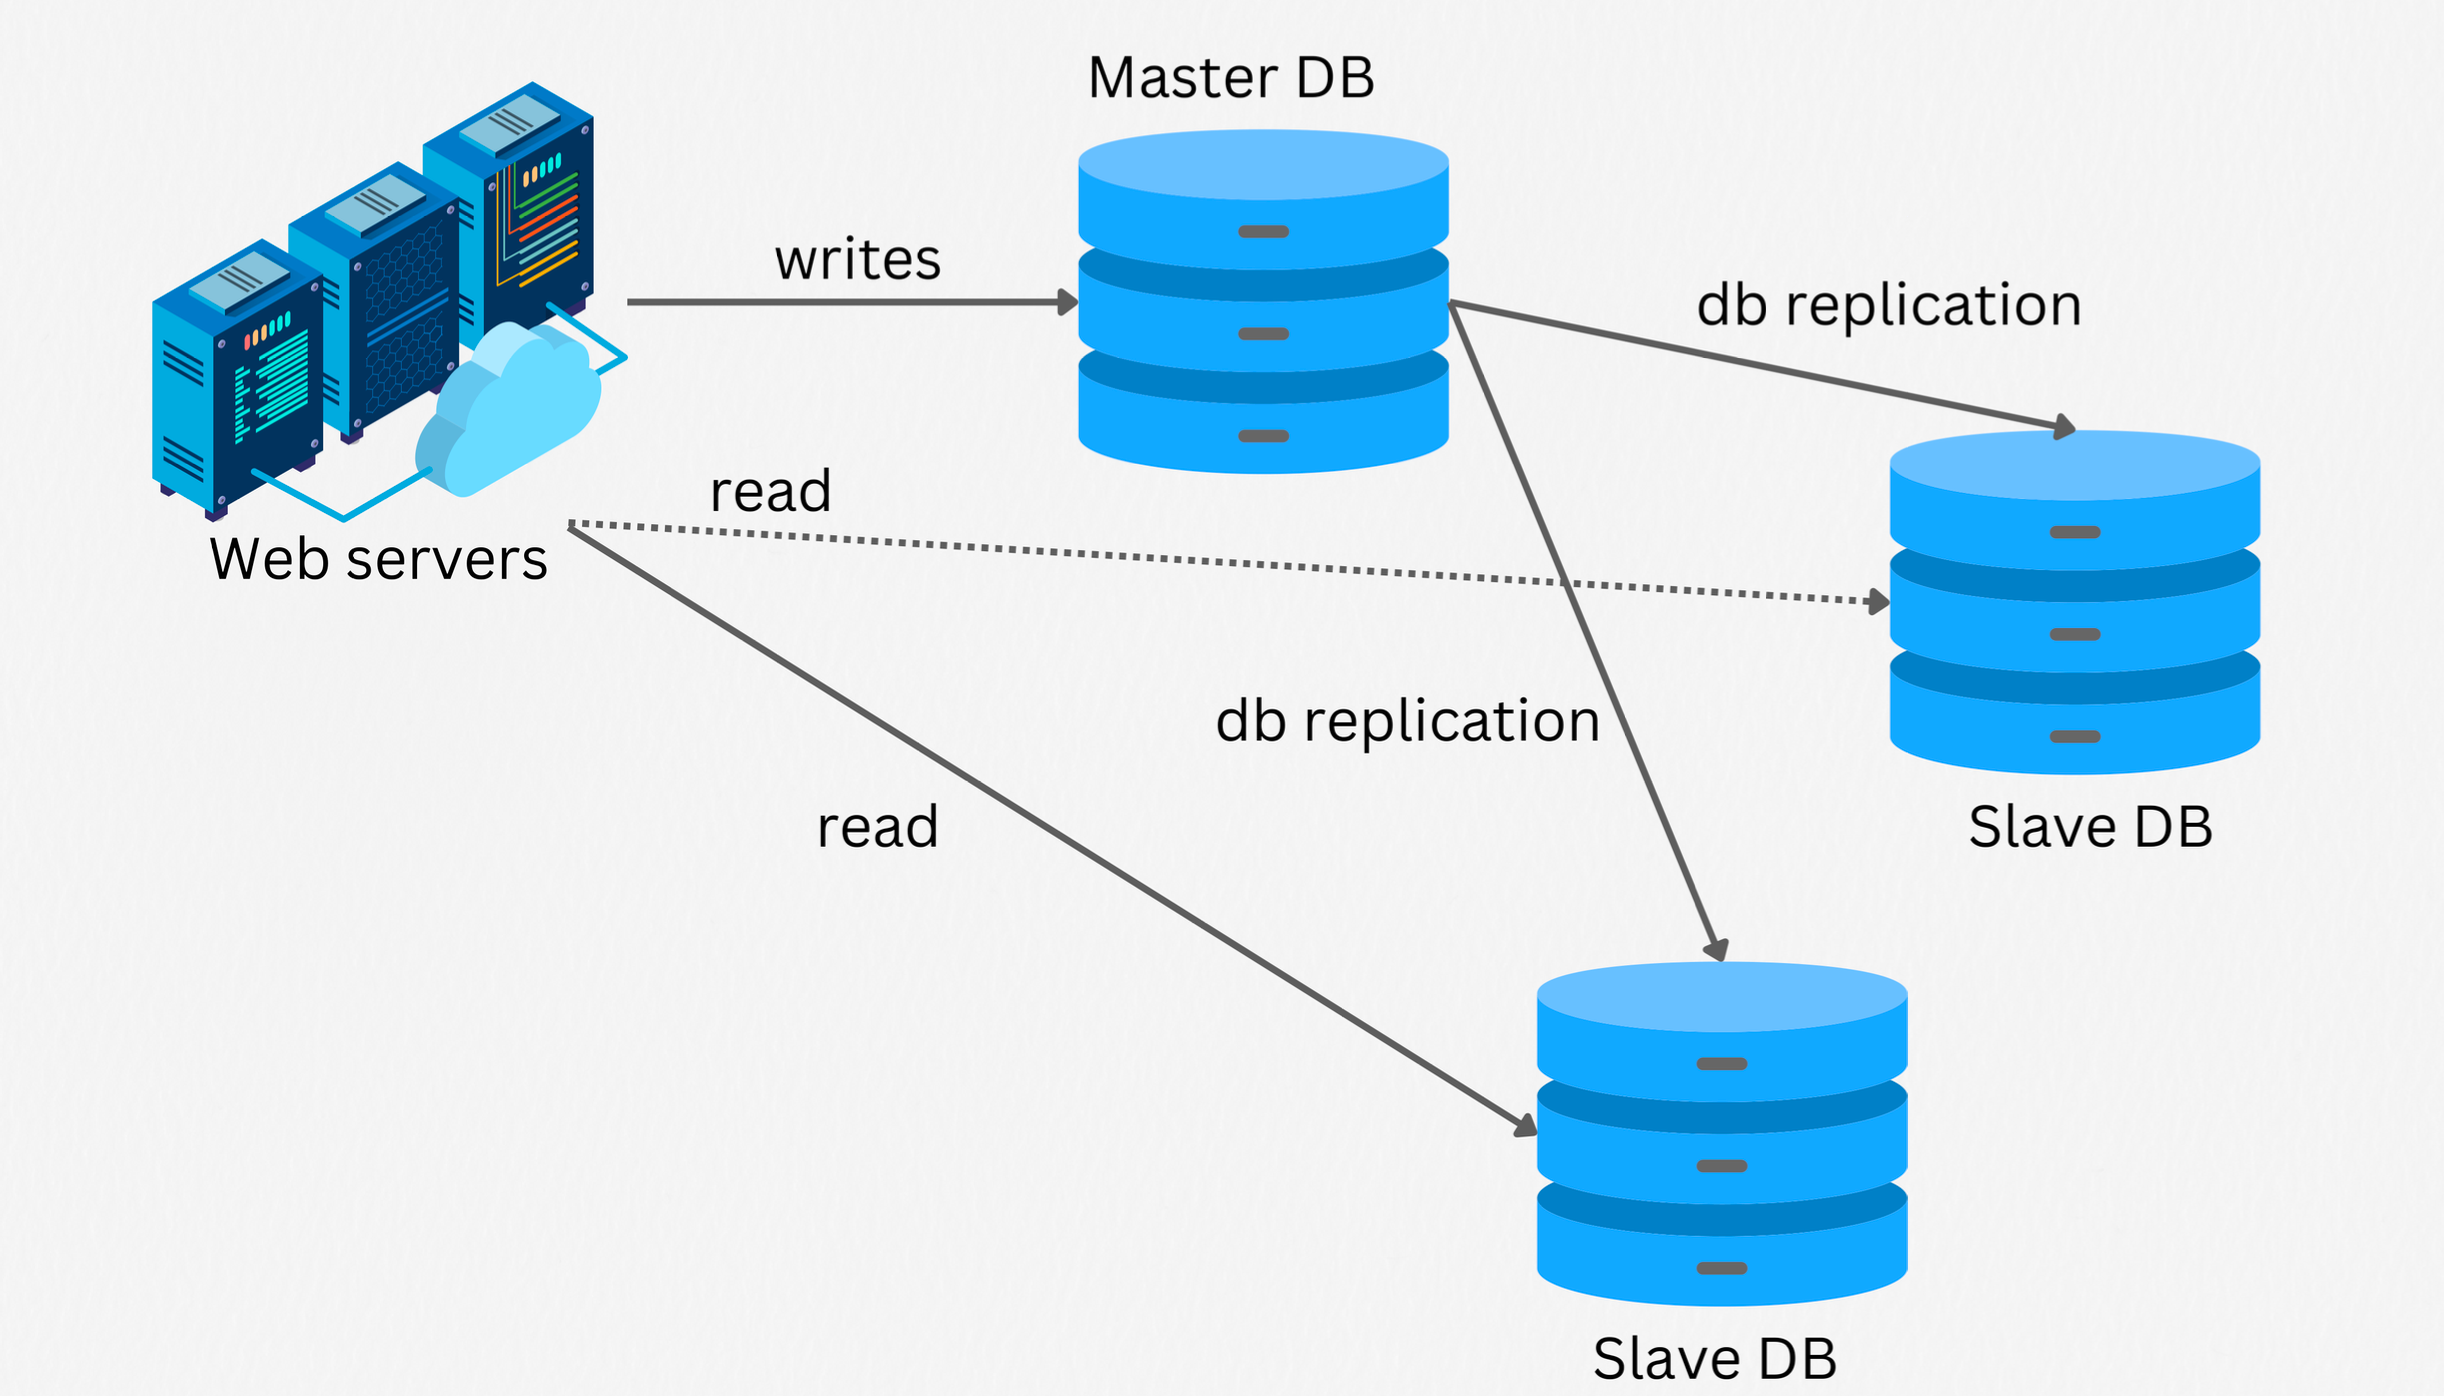 Master DB
writes
db replication
read
Web servers
db replication
read
Slave DB
Slave DB